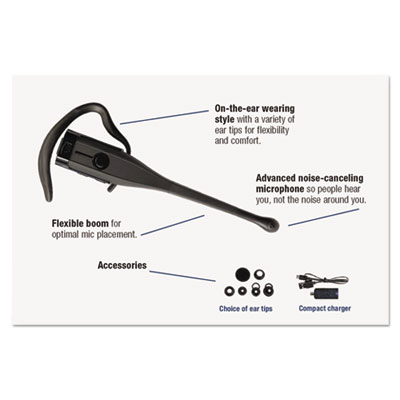 On-the-ear wearing
style with a variety of
ear tips for flexibility
and comfort.
Advanced noise-canceling
microphone so people hear
you, not the noise around you.
Flexible boom for
optimal mic placement.
Accessories
Choice of ear tips
Compact charger